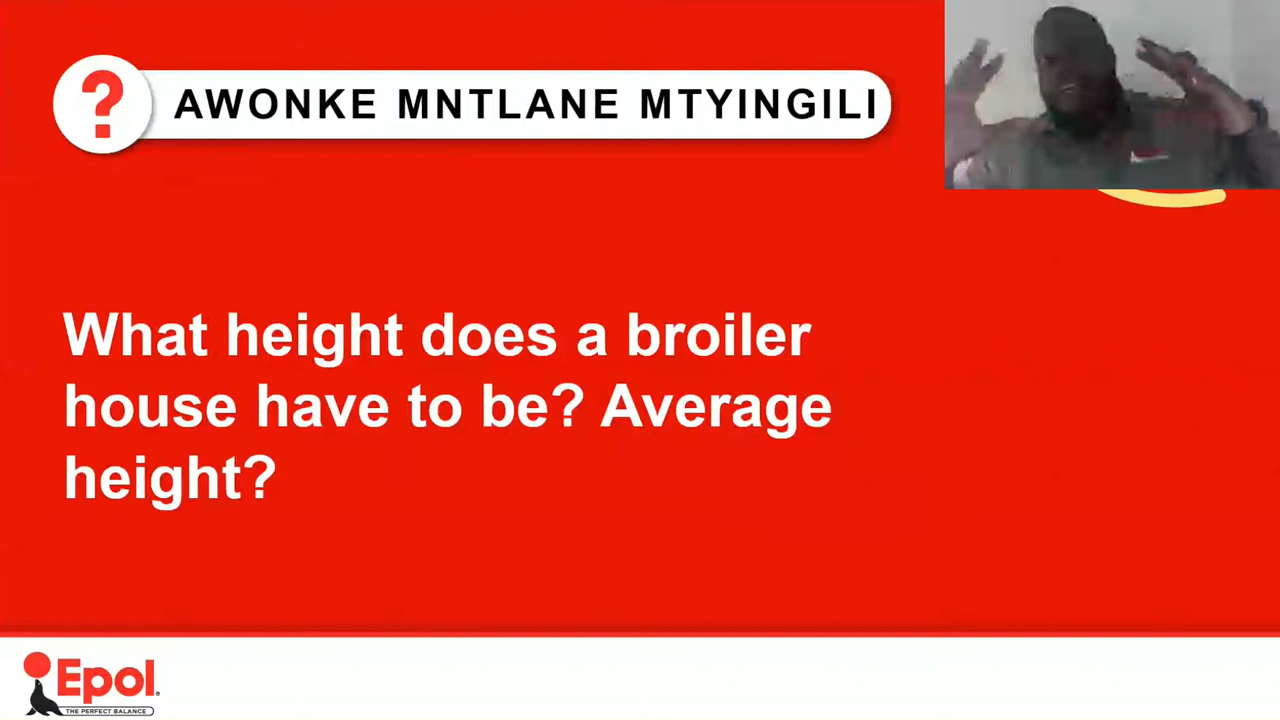 ?
AWONKE MNTLANE MTYINGILI
What height does a broiler
house have to be? Average
height?
Epol
THE PERFECT BALANCE